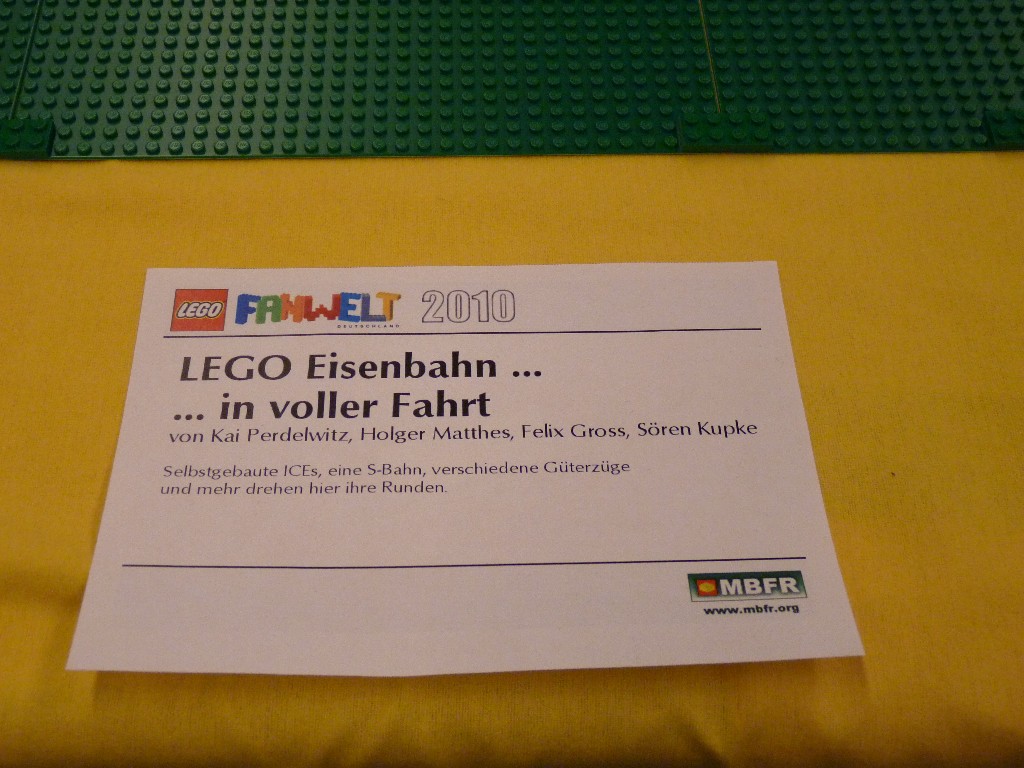 LEGO FANWELT 2010
DEUTSCHLAND
LEGO Eisenbahn ...
... in voller Fahrt
von Kai Perdelwitz, Holger Matthes, Felix Gross, Sören Kupke
Selbstgebaute ICEs, eine S-Bahn, verschiedene Güterzüge
und mehr drehen hier ihre Runden.
MBFR
www.mbfr.org